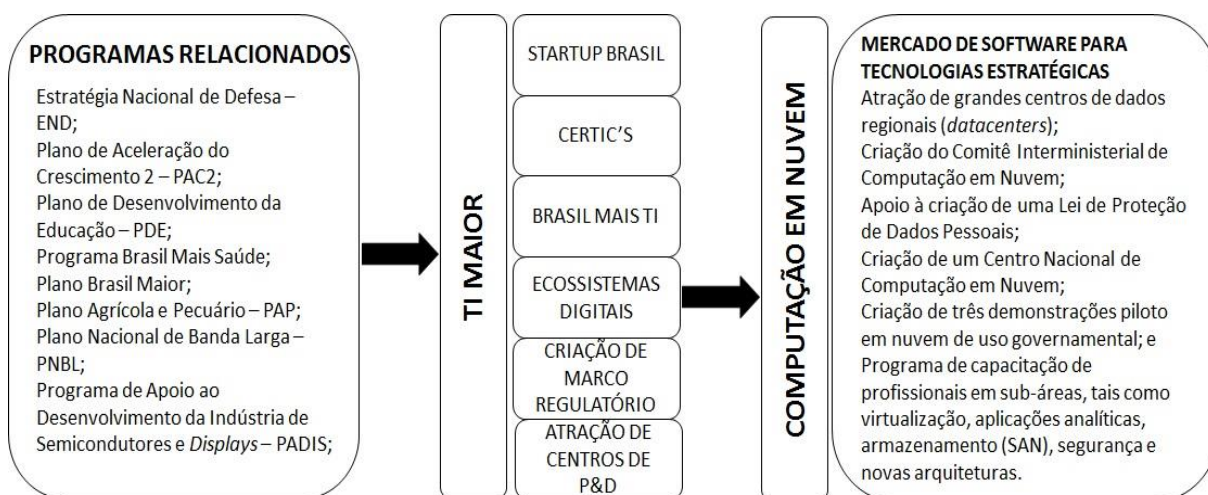 PROGRAMAS RELACIONADOS
Estratégia Nacional de Defesa –
END;
Plano de Aceleração do
Crescimento 2 – PAC2;
Plano de Desenvolvimento da
Educação – PDE;
Programa Brasil Mais Saúde;
Plano Brasil Maior;
Plano Agrícola e Pecuário – PAP;
Plano Nacional de Banda Larga –
PNBL;
Programa de Apoio ao
Desenvolvimento da Indústria de
Semicondutores e Displays – PADIS;
TI MAIOR
STARTUP BRASIL
CERTIC'S
BRASIL MAIS TI
ECOSSISTEMAS
DIGITAIS
CRIAÇÃO DE
MARCO
REGULATÓRIO
ATRAÇÃO DE
CENTROS DE
P&D
COMPUTAÇÃO EM NUVEM
MERCADO DE SOFTWARE PARA
TECNOLOGIAS ESTRATÉGICAS
Atração de grandes centros de dados
regionais (datacenters);
Criação do Comitê Interministerial de
Computação em Nuvem;
Apoio à criação de uma Lei de Proteção
de Dados Pessoais;
Criação de um Centro Nacional de
Computação em Nuvem;
Criação de três demonstrações piloto
em nuvem de uso governamental; e
Programa de capacitação de
profissionais em sub-áreas, tais como
virtualização, aplicações analíticas,
armazenamento (SAN), segurança e
novas arquiteturas.